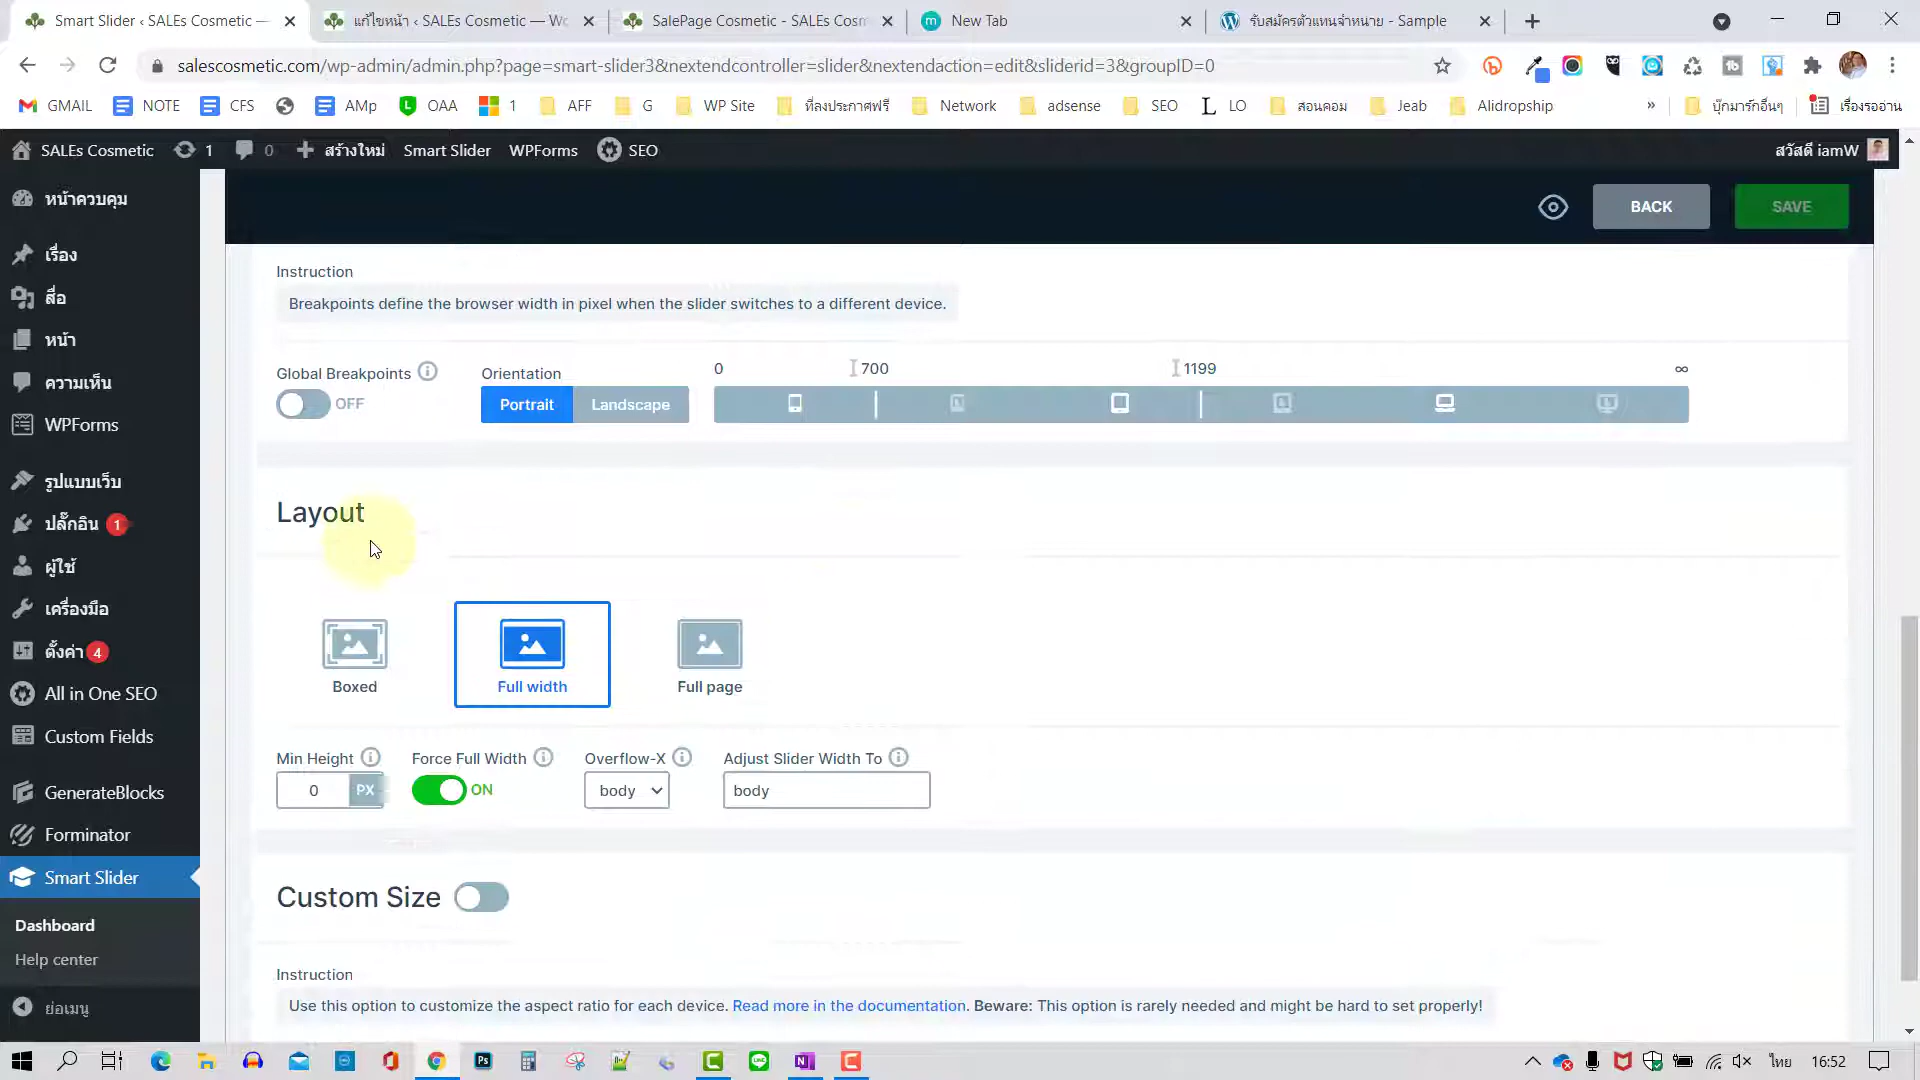 Smart Slider ‹ SALEs Cosmetic —
แก้ไขหน้า ‹ SALEs Cosmetic — Wo
SalePage Cosmetic - SALEs Cosm
New Tab
รับสมัครตัวแทนจำหน่าย - Sample
salescosmetic.com/wp-admin/admin.php?page=smart-slider3&nextendcontroller=slider&nextendaction=edit&sliderid=3&groupID=0
GMAIL
NOTE
CFS
AMp
OAA
1
AFF
G
WP Site
ที่ลงประกาศฟรี
Network
adsense
SEO
L LO
สอนคอม
Jeab
Alidropship
»
บุ๊กมาร์กอื่นๆ
เรื่องรออ่าน
SALEs Cosmetic
1
0
สร้างใหม่
Smart Slider
WPForms
SEO
สวัสดี iamW
หน้าควบคุม
เรื่อง
สื่อ
หน้า
ความเห็น
WPForms
รูปแบบเว็บ
ปลั๊กอิน 1
ผู้ใช้
เครื่องมือ
ตั้งค่า 4
All in One SEO
Custom Fields
GenerateBlocks
Forminator
Smart Slider
Dashboard
Help center
ย่อเมนู
BACK
SAVE
Instruction
Breakpoints define the browser width in pixel when the slider switches to a different device.
Global Breakpoints
OFF
Orientation
Portrait
Landscape
0
700
1199
∞
Layout
Boxed
Full width
Full page
Min Height
0
PX
Force Full Width
ON
Overflow-X
body
Adjust Slider Width To
body
Custom Size
Instruction
Use this option to customize the aspect ratio for each device. Read more in the documentation. Beware: This option is rarely needed and might be hard to set properly!
ไทย
16:52